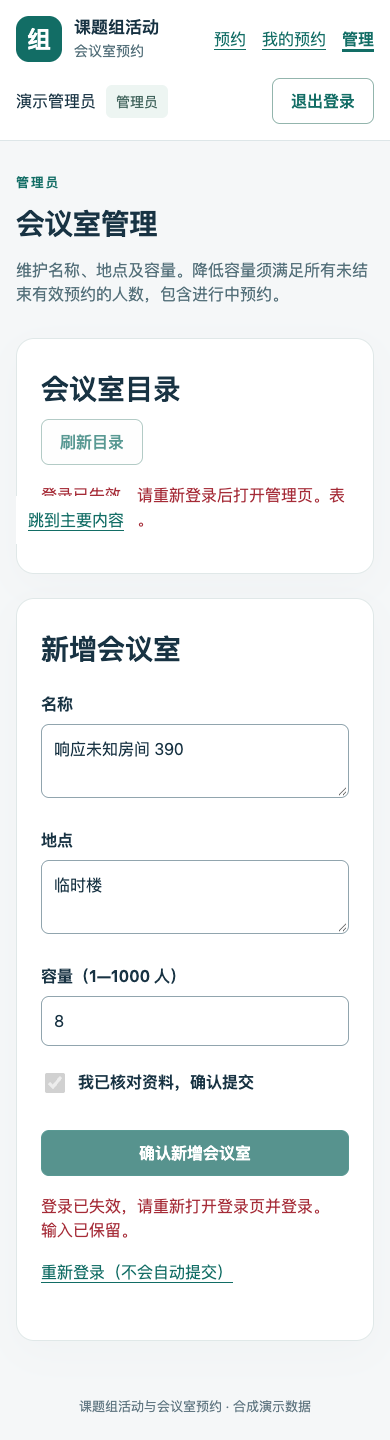 组
课题组活动
会议室预约
预约 我的预约 管理
演示管理员 管理员 退出登录
管理员
会议室管理
维护名称、地点及容量。降低容量须满足所有未结
束有效预约的人数，包含进行中预约。
会议室目录
刷新目录
登录已失效，请重新登录后打开管理页。表
跳到主要内容 。
新增会议室
名称
响应未知房间 390
地点
临时楼
容量（1—1000 人）
8
我已核对资料，确认提交
确认新增会议室
登录已失效，请重新打开登录页并登录。
输入已保留。
重新登录（不会自动提交）
课题组活动与会议室预约 · 合成演示数据